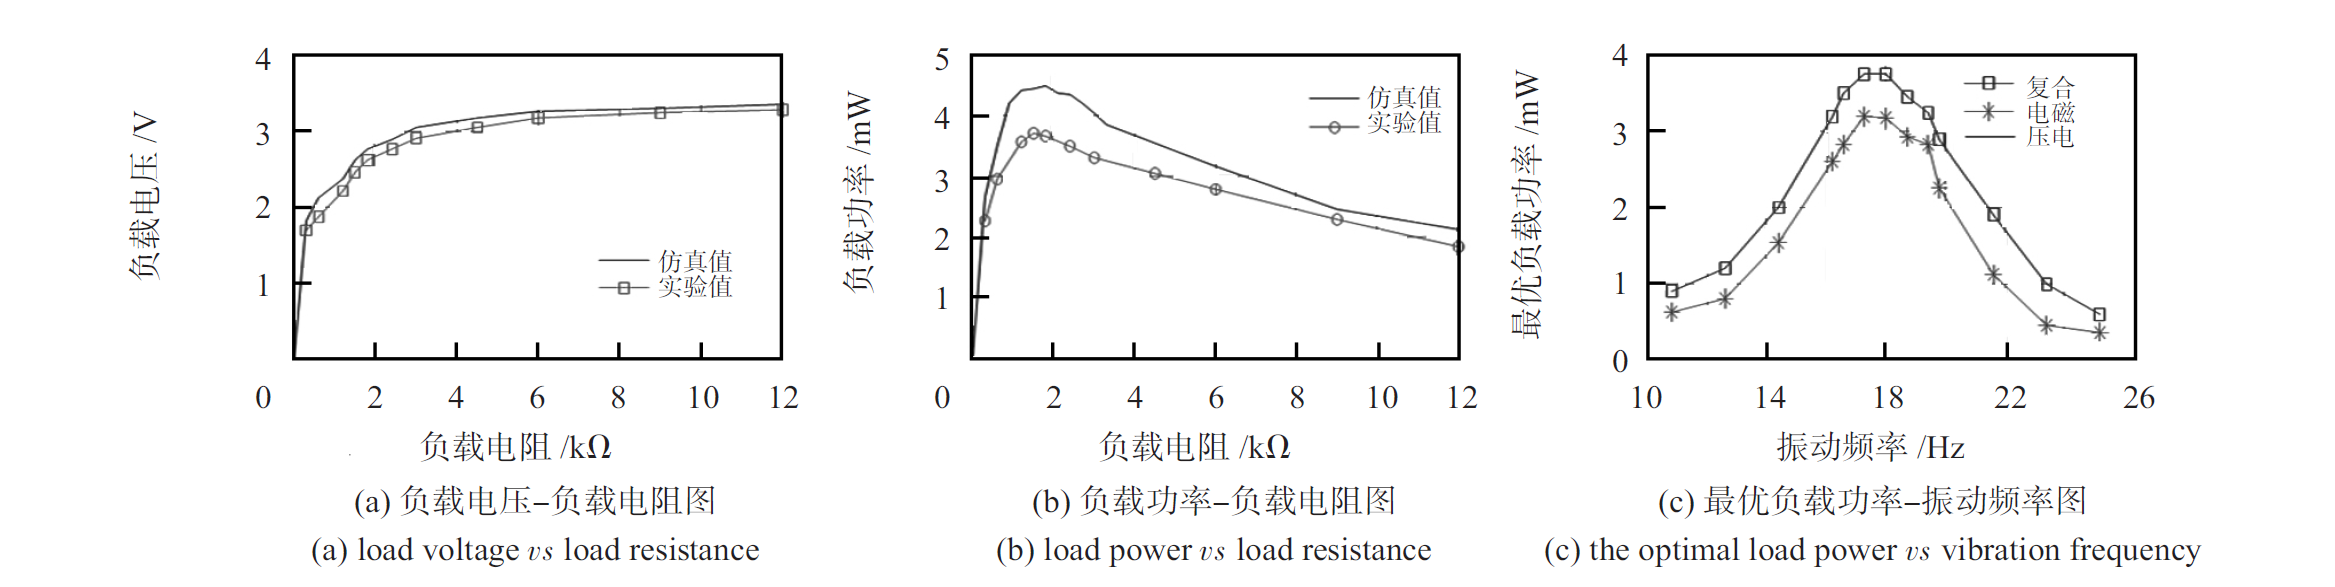 4
3
2
1
0
2
4
6
8
10
12
负载电压 /V
仿真值
实验值
负载电阻 /kΩ
(a) 负载电压–负载电阻图
(a) load voltage vs load resistance
5
4
3
2
1
0
2
4
6
8
10
12
负载功率 /mW
仿真值
实验值
负载电阻 /kΩ
(b) 负载功率–负载电阻图
(b) load power vs load resistance
4
3
2
1
0
10
14
18
22
26
最优负载功率 /mW
复合
电磁
压电
振动频率 /Hz
(c) 最优负载功率–振动频率图
(c) the optimal load power vs vibration frequency